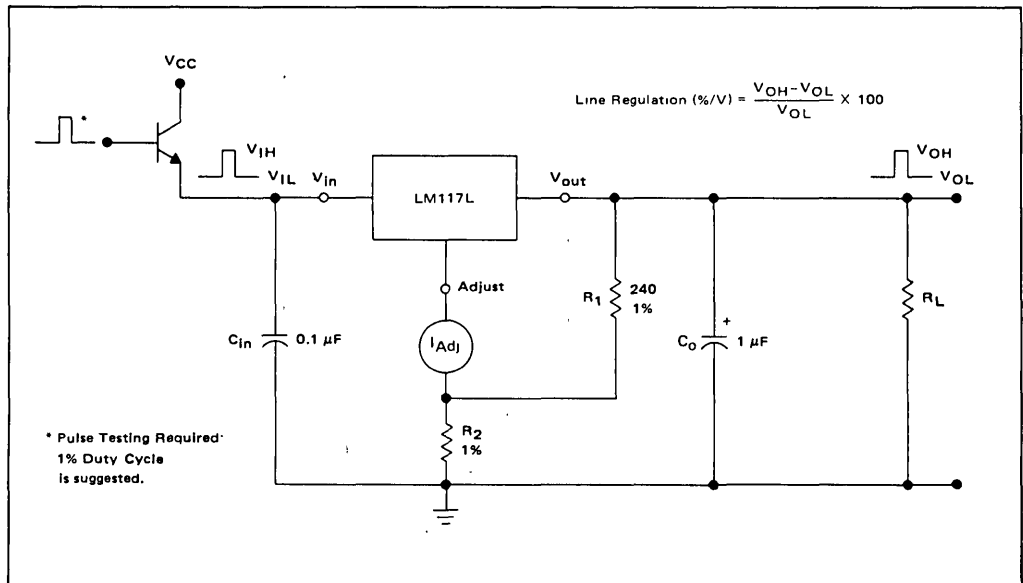 VCC
Line Regulation (%/V) = VOH-VOL / VOL X 100
*
VIH
VIL
Vin
LM117L
Vout
VOH
VOL
Adjust
R1
240
1%
RL
Cin
0.1 μF
IAdj
Co
+
1 μF
R2
1%
* Pulse Testing Required
1% Duty Cycle
is suggested.